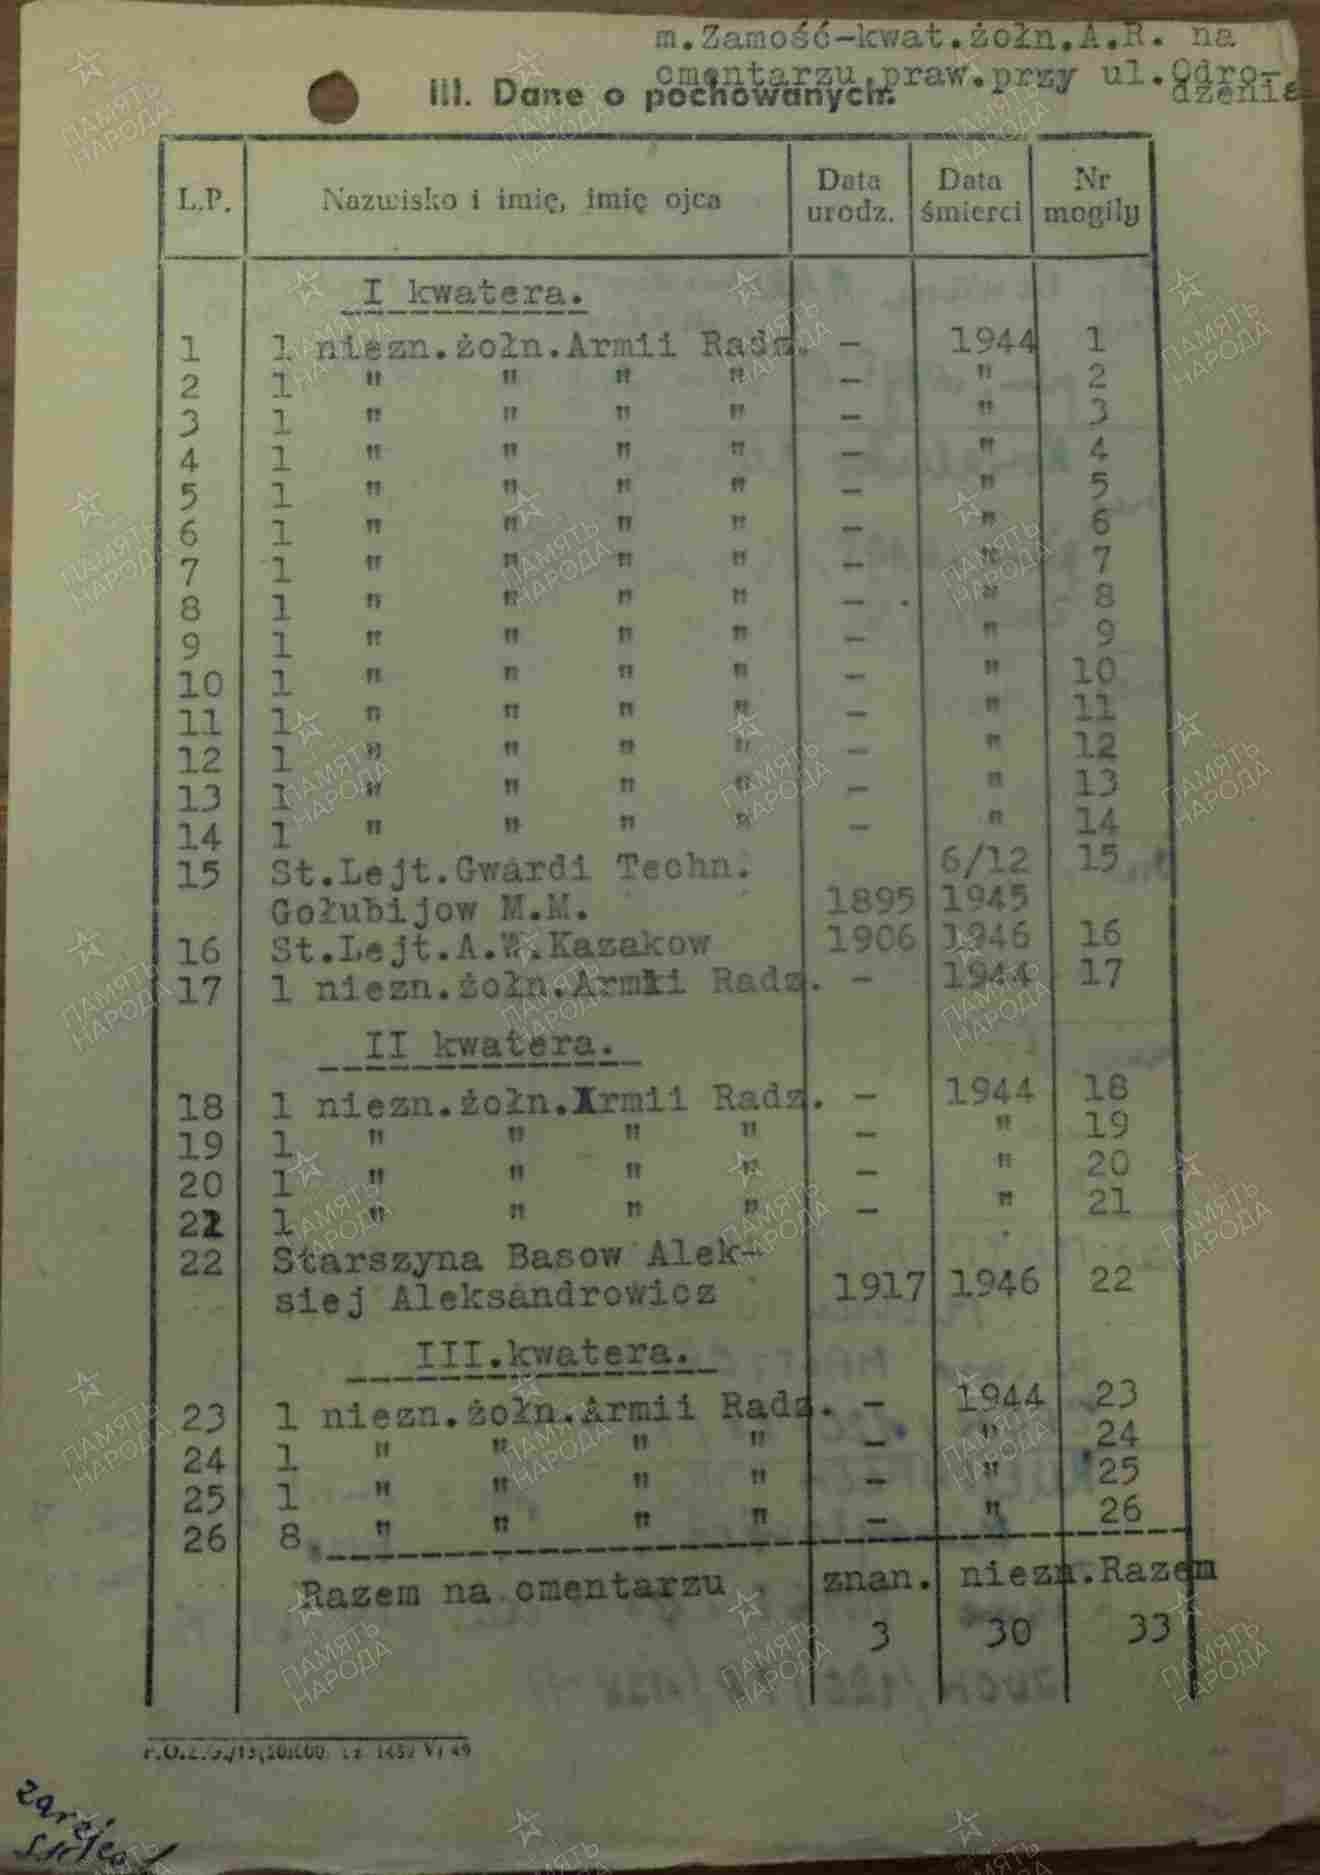 m.Zamość-kwat.żołn.A.R. na
cmentarzu praw.przy ul.Odro-
dzenia
III. Dane o pochowanych.
L.P. Nazwisko i imię, imię ojca Data urodz. Data śmierci Nr mogiły
I kwatera.
1 1 niezn.żołn.Armii Radz. - 1944 1
2 1 " " " " - " 2
3 1 " " " " - " 3
4 1 " " " " - " 4
5 1 " " " " - " 5
6 1 " " " " - " 6
7 1 " " " " - " 7
8 1 " " " " - " 8
9 1 " " " " - " 9
10 1 " " " " - " 10
11 1 " " " " - " 11
12 1 " " " " - " 12
13 1 " " " " - " 13
14 1 " " " " - " 14
15 St.Lejt.Gwardi Techn. 6/12 15
Gołubijow M.M. 1895 1945
16 St.Lejt.A.W.Kazakow 1906 1946 16
17 1 niezn.żołn.Armii Radz. - 1944 17
II kwatera.
18 1 niezn.żołn.Armii Radz. - 1944 18
19 1 " " " " - " 19
20 1 " " " " - " 20
21 1 " " " " - " 21
22 Starszyna Basow Alek-
siej Aleksandrowicz 1917 1946 22
III.kwatera.
23 1 niezn.żołn.Armii Radz. - 1944 23
24 1 " " " " - " 24
25 1 " " " " - " 25
26 8 " " " " - " 26
Razem na cmentarzu znan. niezn. Razem
3 30 33
ПАМЯТЬ
НАРОДА